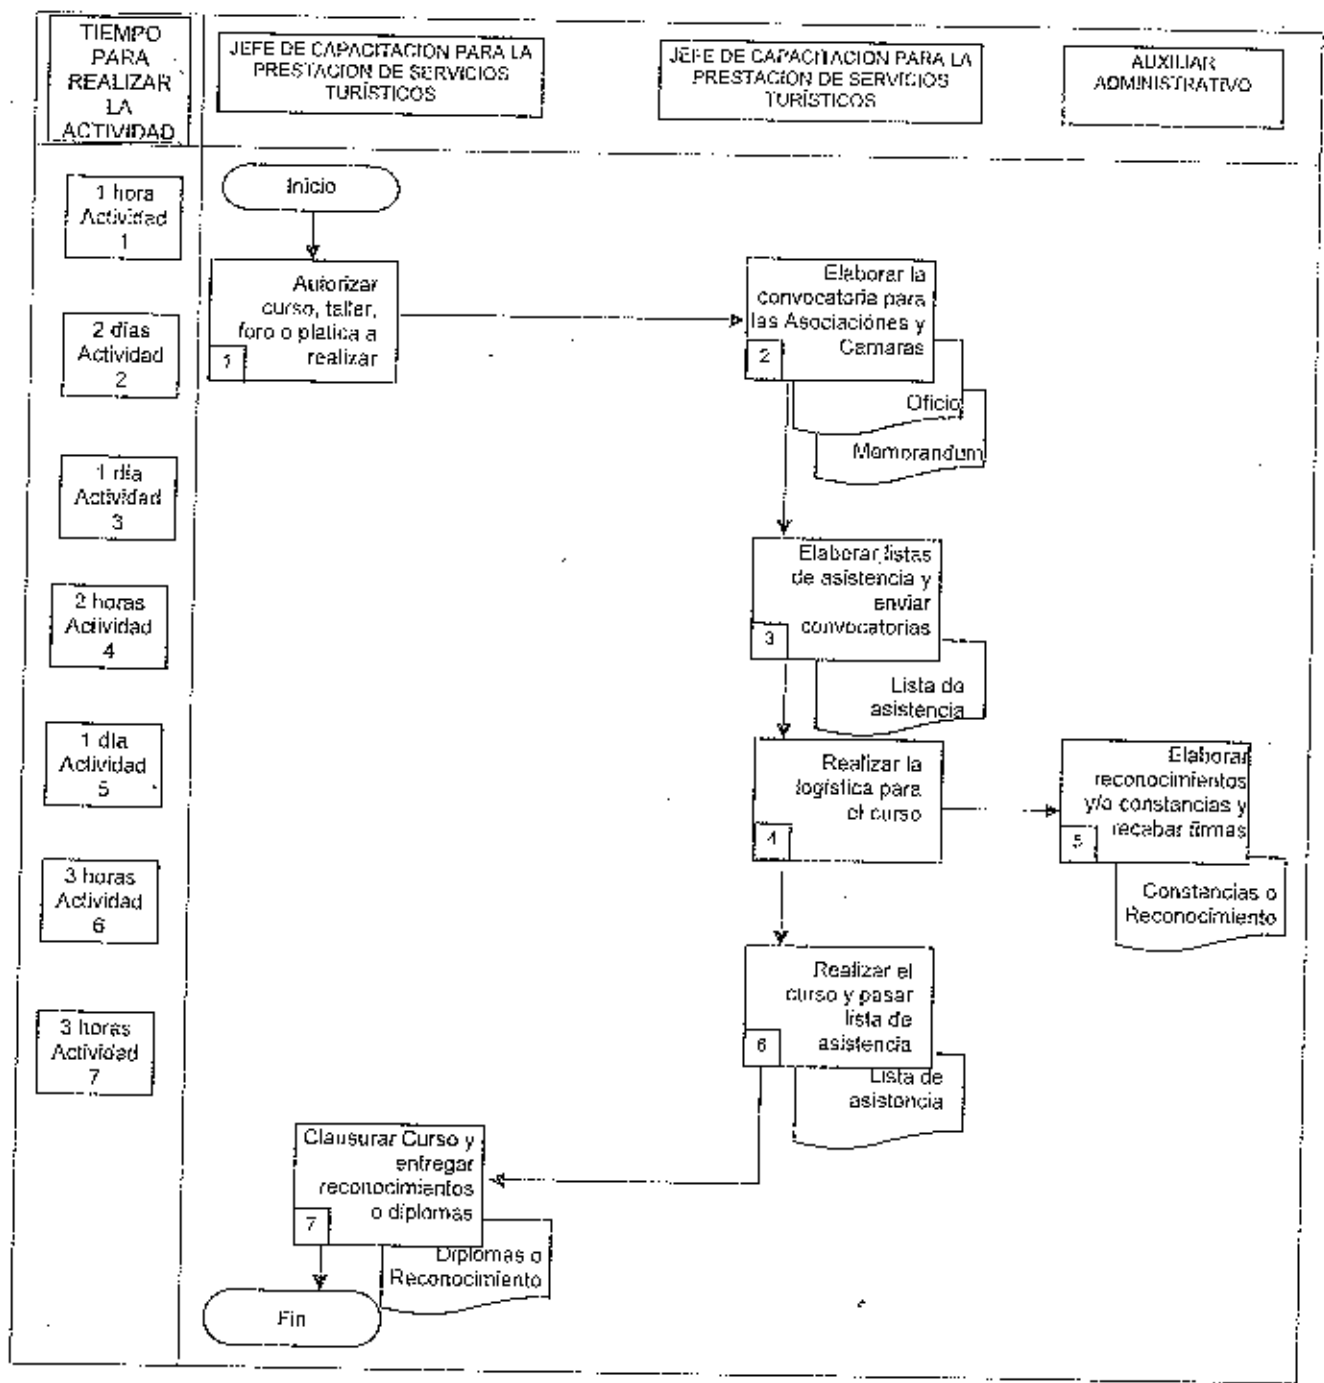 TIEMPO
PARA
REALIZAR
LA
ACTIVIDAD
JEFE DE CAPACITACION PARA LA
PRESTACION DE SERVICIOS
TURÍSTICOS
JEFE DE CAPACITACION PARA LA
PRESTACION DE SERVICIOS
TURÍSTICOS
AUXILIAR
ADMINISTRATIVO
1 hora
Actividad
1
2 días
Actividad
2
1 día
Actividad
3
2 horas
Actividad
4
1 día
Actividad
5
3 horas
Actividad
6
3 horas
Actividad
7
Inicio
Autorizar
curso, taller,
foro o platica a
realizar
1
Elaborar la
convocatoria para
las Asociaciónes y
Camaras
2
Oficio
Memorandum
Elaborar listas
de asistencia y
enviar
convocatorias
3
Lista de
asistencia
Realizar la
logística para
el curso
4
Elaborar
reconocimientos
y/o constancias y
recabar firmas
5
Constancias o
Reconocimiento
Realizar el
curso y pasar
lista de
asistencia
6
Lista de
asistencia
Clausurar Curso y
entregar
reconocimientos
o diplomas
7
Diplomas o
Reconocimiento
Fin